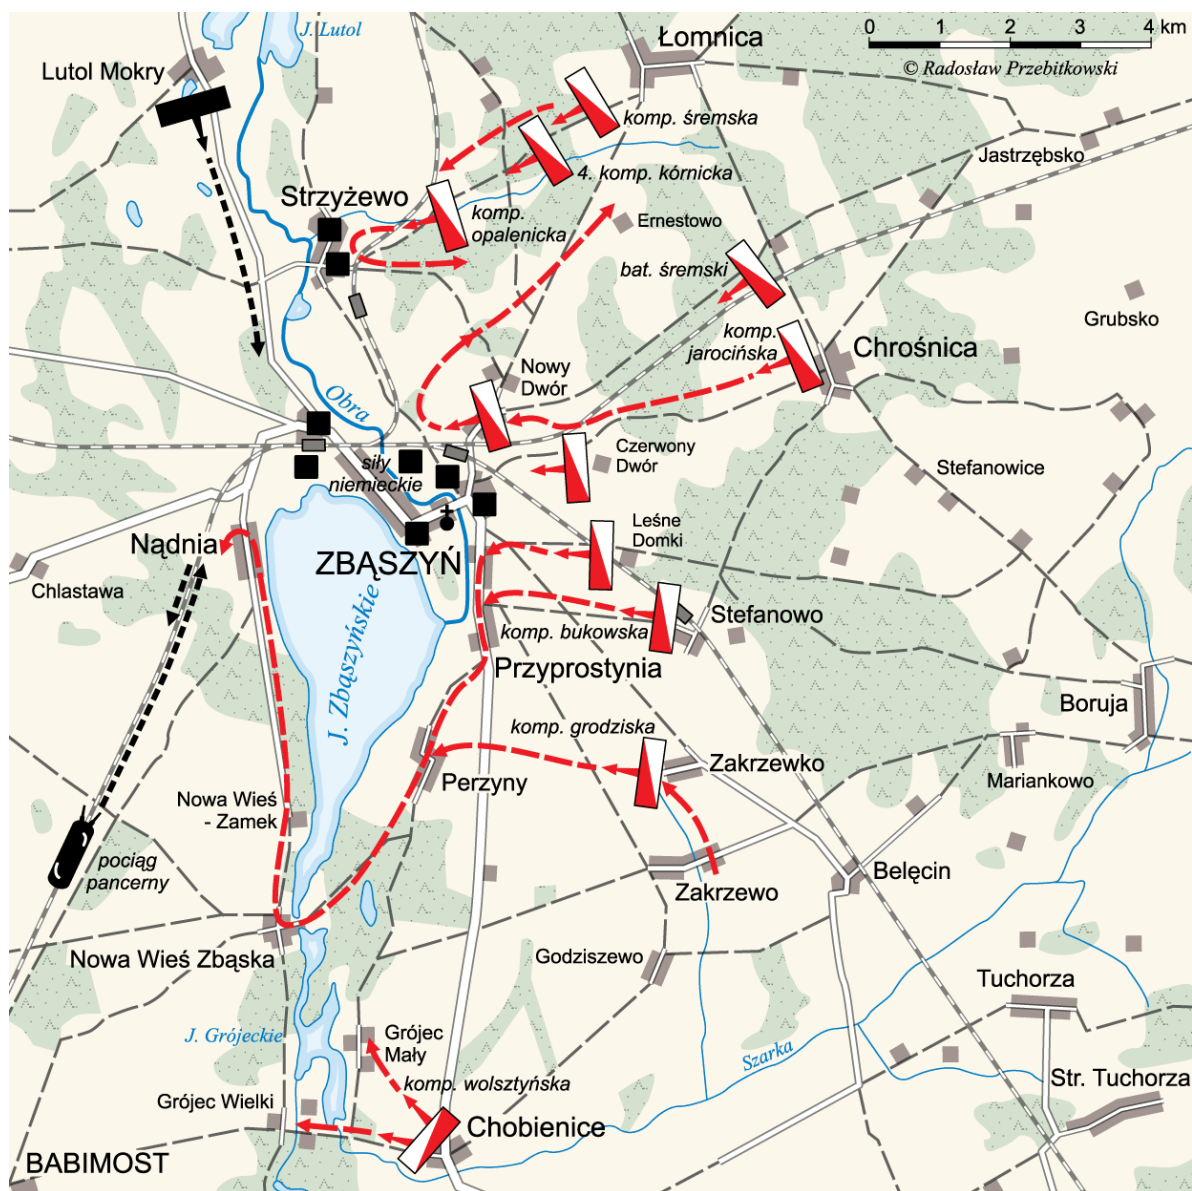 J. Lutol
Łomnica
0 1 2 3 4 km
© Radosław Przebitkowski
Lutol Mokry
komp. śremska
Jastrzębsko
4. komp. kórnicka
Strzyżewo
komp.
opalenicka
Ernestowo
bat. śremski
Grubsko
komp.
jarocińska
Chrośnica
Nowy
Dwór
Obra
siły
niemieckie
Czerwony
Dwór
Stefanowice
Leśne
Domki
Nądnia
ZBĄSZYŃ
Chlastawa
J. Zbąszyńskie
komp. bukowska
Stefanowo
Przyprostynia
Boruja
komp. grodziska
Zakrzewko
Perzyny
Mariankowo
Nowa Wieś
- Zamek
pociąg
pancerny
Belęcin
Zakrzewo
Nowa Wieś Zbąska
Godziszewo
Tuchorza
J. Grójeckie
Grójec
Mały
Szarka
komp. wolsztyńska
Str. Tuchorza
Grójec Wielki
Chobienice
BABIMOST